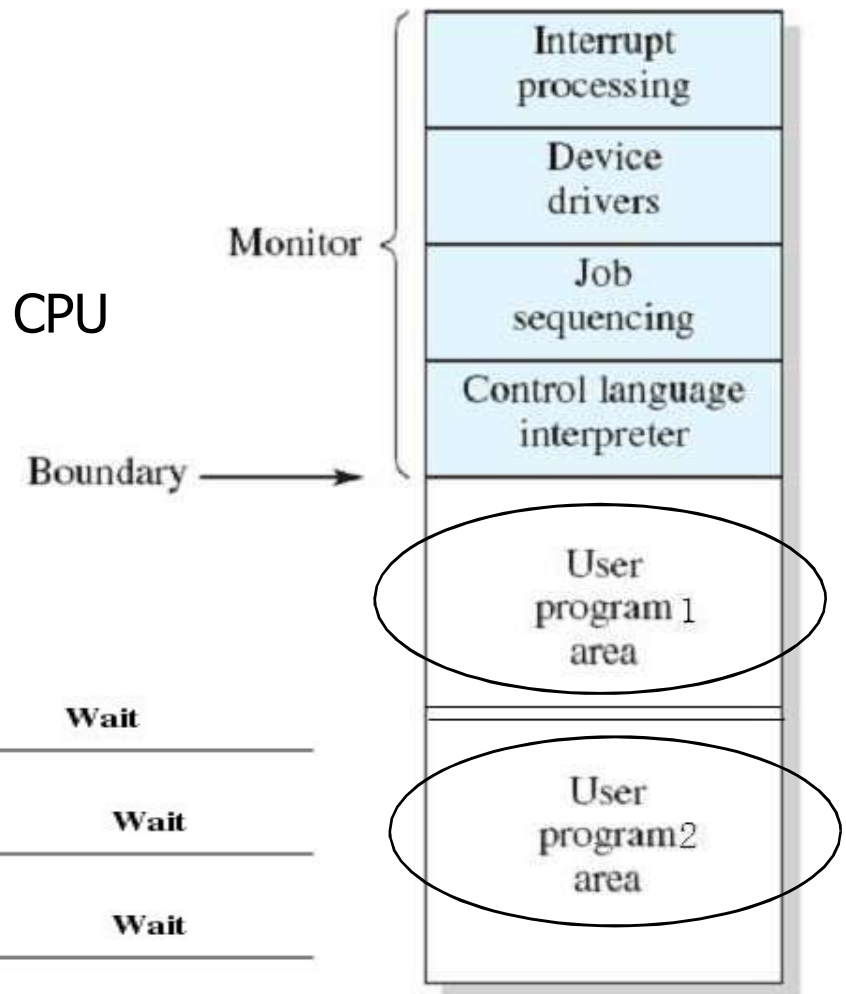 Interrupt
processing
Device
drivers
Monitor
Job
sequencing
CPU
Control language
interpreter
Boundary
User
program 1
area
Wait
User
program2
area
Wait
Wait